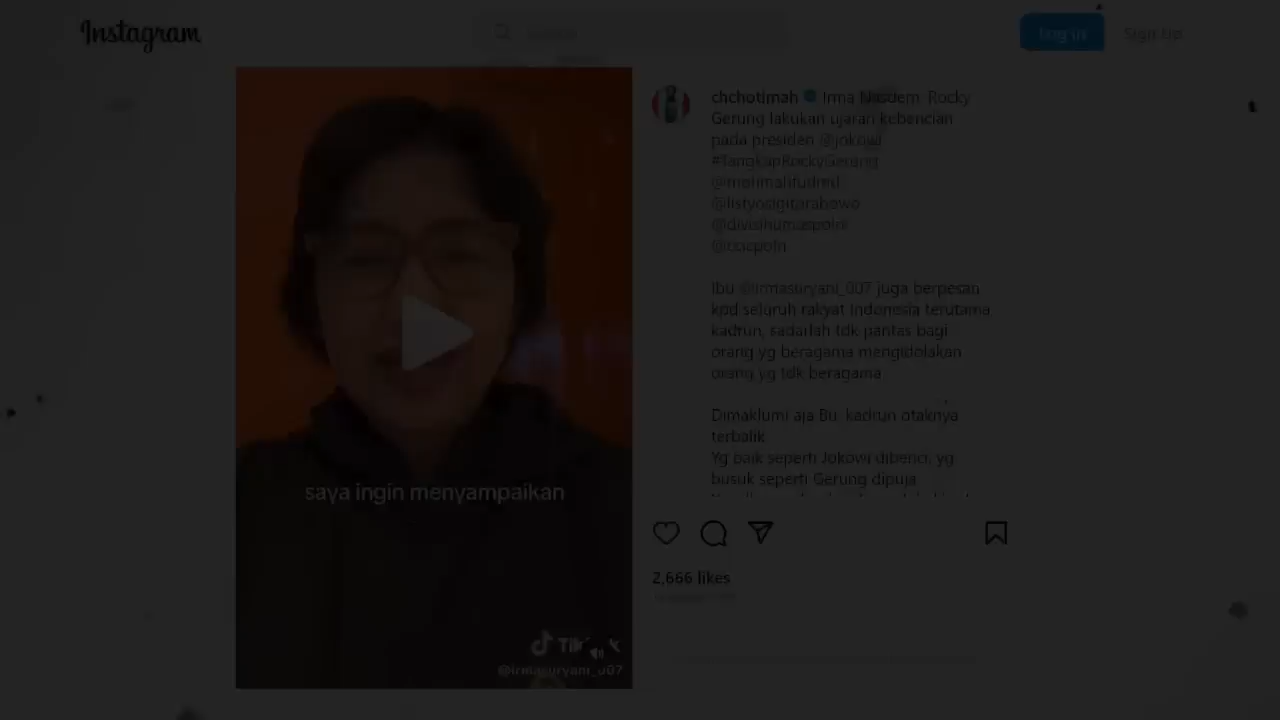 Instagram
Search
Log In
Sign Up
chchotimah Irma Nasdem: Rocky
Gerung lakukan ujaran kebencian
pada presiden @jokowi
#TangkapRockyGerung
@listyosigitprabowo
@divisihumaspolri
@ccicpolri
Ibu @irmasuryani_007 juga berpesan
kpd seluruh rakyat Indonesia terutama
kadrun, sadarlah tdk pantas bagi
orang yg beragama mengidolakan
orang yg tdk beragama
Dimaklumi aja Bu, kadrun otaknya
terbalik
Yg baik seperti Jokowi dibenci, yg
busuk seperti Gerung dipuja
saya ingin menyampaikan
2,666 likes
@irmasuryani_007